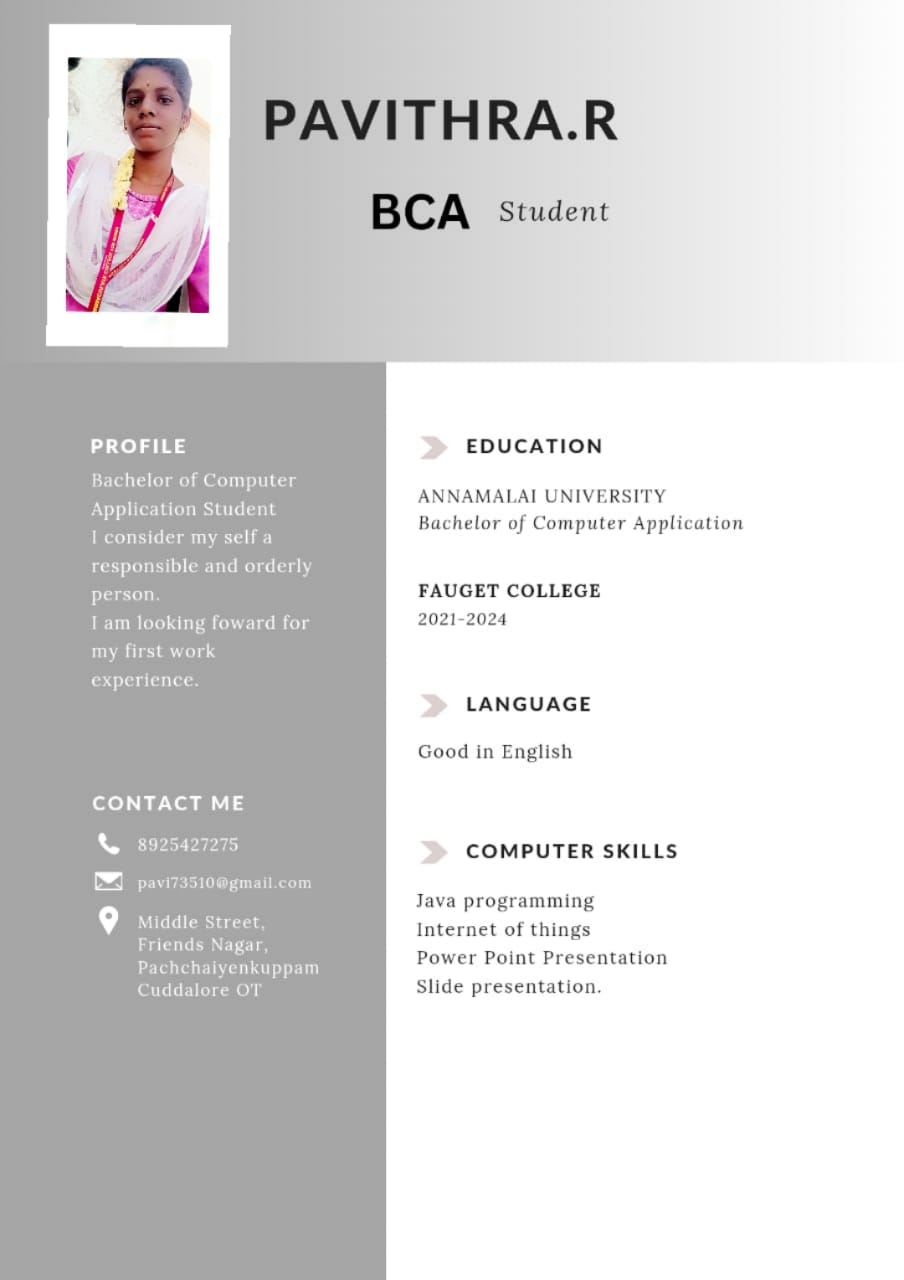 PAVITHRA.R
BCA Student
PROFILE
Bachelor of Computer
Application Student
I consider my self a
responsible and orderly
person.
I am looking foward for
my first work
experience.
CONTACT ME
8925427275
pavi73510@gmail.com
Middle Street,
Friends Nagar,
Pachchaiyenkuppam
Cuddalore OT
EDUCATION
ANNAMALAI UNIVERSITY
Bachelor of Computer Application
FAUGET COLLEGE
2021-2024
LANGUAGE
Good in English
COMPUTER SKILLS
Java programming
Internet of things
Power Point Presentation
Slide presentation.